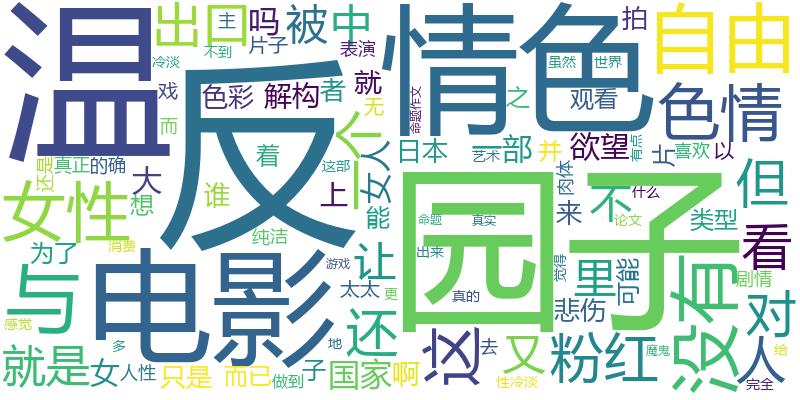 温
反
情色
园子
电影
自由
色情
女性
出口
吗
被
中
主
片子
表演
不到
冷淡
戏
色彩
解构
者
就
无
而
着
个
一个
谁
上
女人
能
命题作文
日本
一部
之
虽然
世界
观看
拍
艺术
欲望
并
有点
片
喜欢
以
肉体
来
不
什么
论文
类型
但
看
没有
剧情
里
可能
对
人
悲伤
粉红
又
这
去
真的
命题
真实
出来
觉得
魔鬼
给
完全
性冷淡
国家
啊
子
做到
而已
只是
人性
女
就是
多
感觉
与
为了
消费
想
大
还是
真正
的确
这部
纯洁
让
游戏
太太
更
还
地